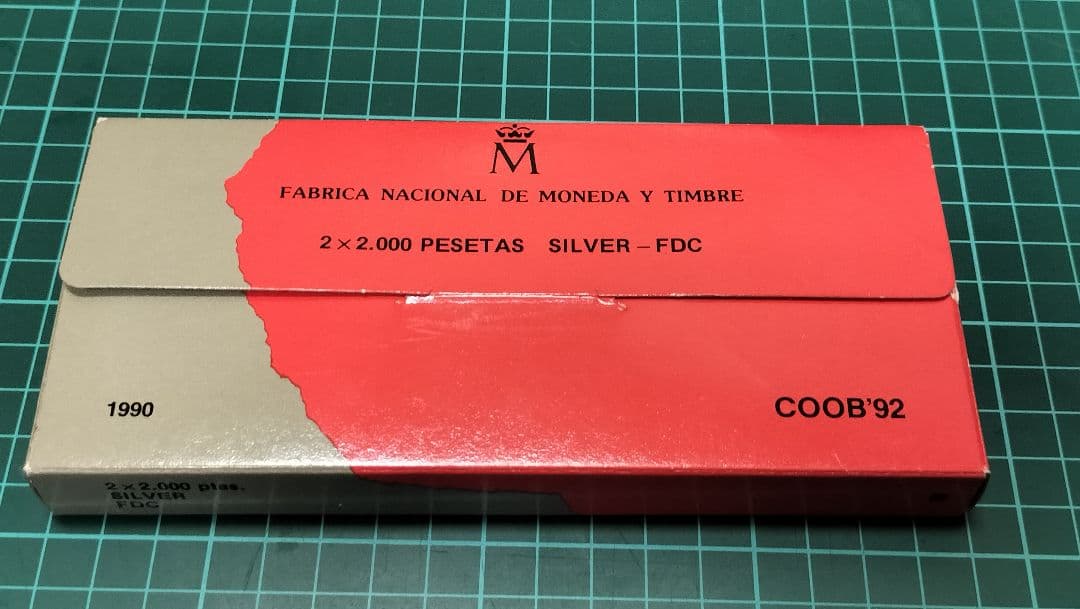 M
FABRICA NACIONAL DE MONEDA Y TIMBRE
2 × 2.000 PESETAS SILVER – FDC
1990
COOB'92
2 × 2.000 ptas.
SILVER
FDC